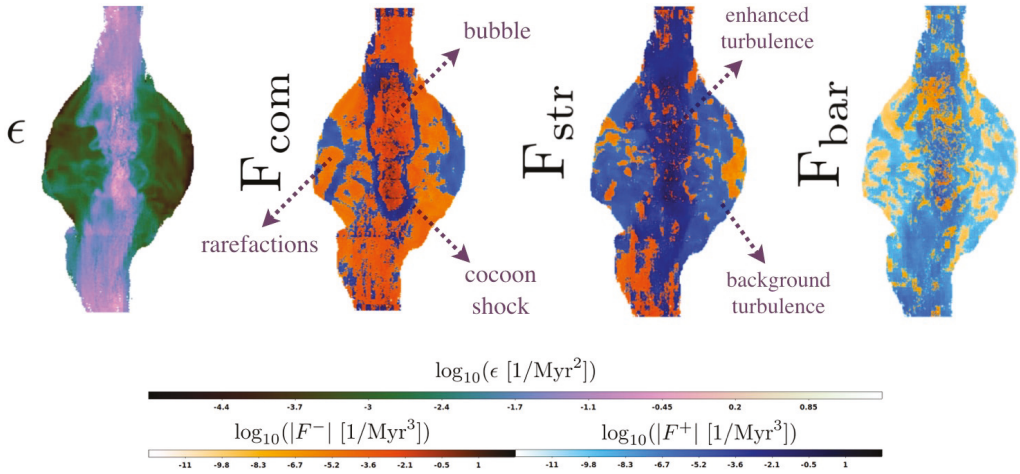 ϵ
F_com
bubble
rarefactions
cocoon
shock
F_str
enhanced
turbulence
background
turbulence
F_bar
log₁₀(ϵ [1/Myr²])
-4.4 -3.7 -3 -2.4 -1.7 -1.1 -0.45 0.2 0.85
log₁₀(|F⁻| [1/Myr³]) log₁₀(|F⁺| [1/Myr³])
-11 -8.3 -6.7 -5.2 -3.6 -2.1 -0.5 1 -11 -9.8 -8.3 -6.7 -5.2 -3.6 -2.1 -0.5 1